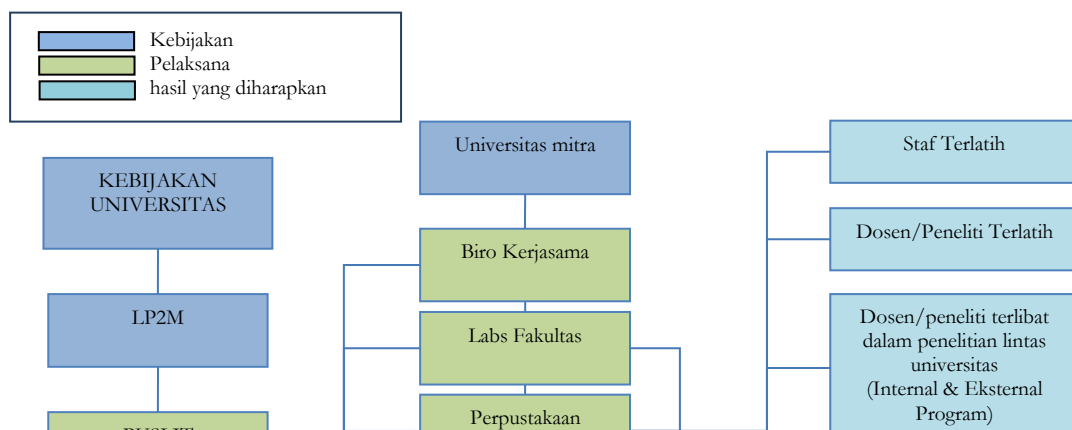 Kebijakan
Pelaksana
hasil yang diharapkan
KEBIJAKAN
UNIVERSITAS
LP2M
Universitas mitra
Biro Kerjasama
Labs Fakultas
Perpustakaan
Staf Terlatih
Dosen/Peneliti Terlatih
Dosen/peneliti terlibat
dalam penelitian lintas
universitas
(Internal & Eksternal
Program)